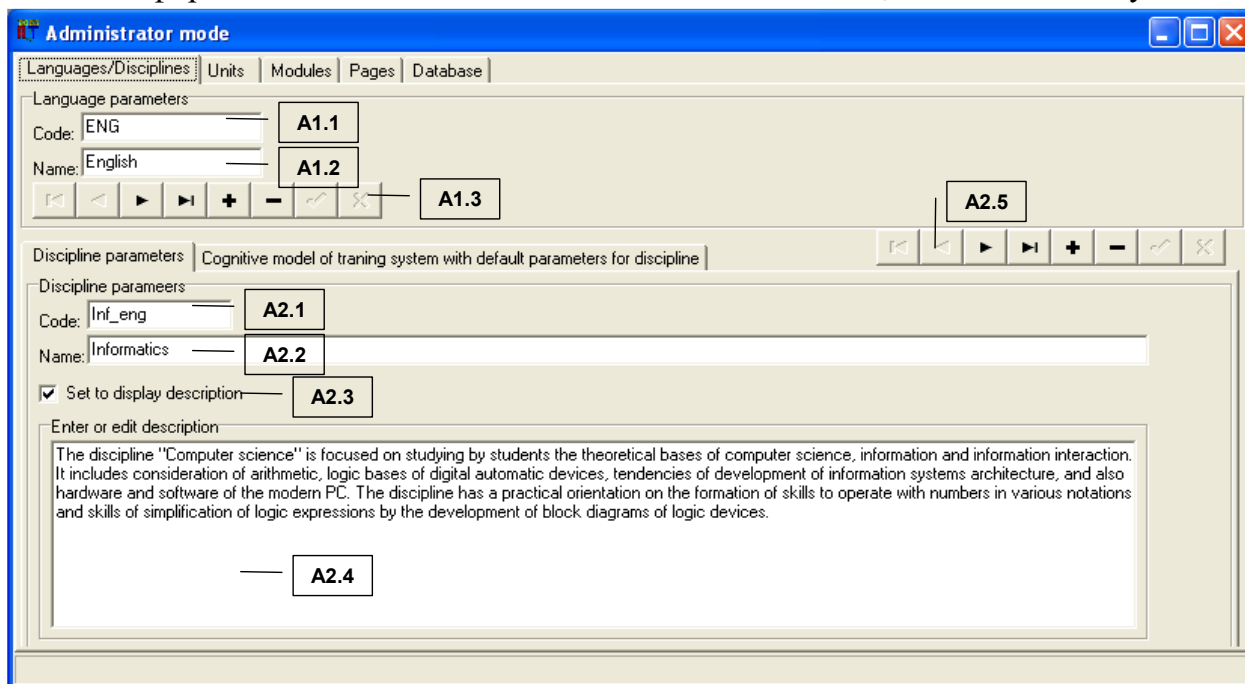 Administrator mode
Languages/Disciplines Units Modules Pages Database
Language parameters
Code: ENG A1.1
Name: English A1.2
A1.3
A2.5
Discipline parameters Cognitive model of traning system with default parameters for discipline
Discipline parameers
Code: Inf_eng A2.1
Name: Informatics A2.2
Set to display description A2.3
Enter or edit description
The discipline "Computer science" is focused on studying by students the theoretical bases of computer science, information and information interaction.
It includes consideration of arithmetic, logic bases of digital automatic devices, tendencies of development of information systems architecture, and also
hardware and software of the modern PC. The discipline has a practical orientation on the formation of skills to operate with numbers in various notations
and skills of simplification of logic expressions by the development of block diagrams of logic devices.
A2.4